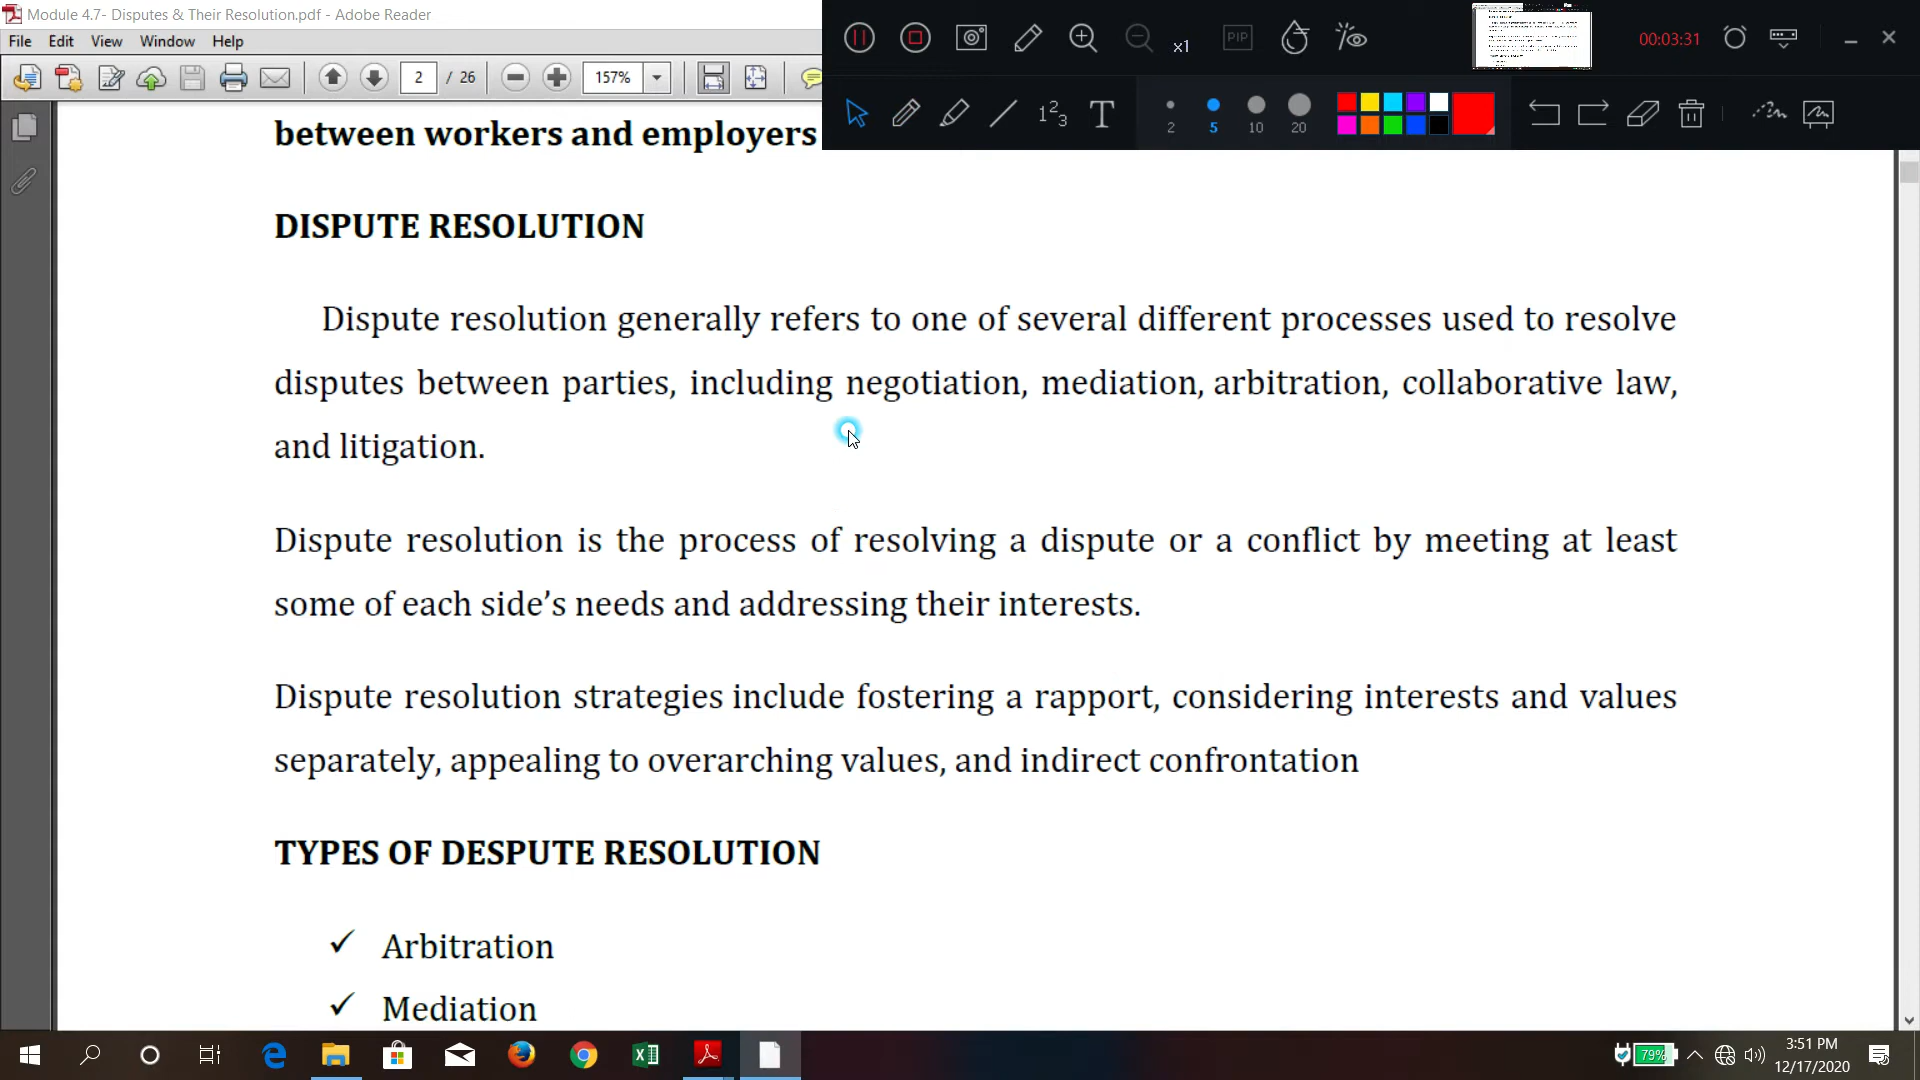 Module 4.7- Disputes & Their Resolution.pdf - Adobe Reader
File Edit View Window Help
2 / 26 157%
x1 PIP 00:03:31
1 2 3 T 2 5 10 20
between workers and employers
DISPUTE RESOLUTION
Dispute resolution generally refers to one of several different processes used to resolve
disputes between parties, including negotiation, mediation, arbitration, collaborative law,
and litigation.
Dispute resolution is the process of resolving a dispute or a conflict by meeting at least
some of each side’s needs and addressing their interests.
Dispute resolution strategies include fostering a rapport, considering interests and values
separately, appealing to overarching values, and indirect confrontation
TYPES OF DESPUTE RESOLUTION
✓ Arbitration
✓ Mediation
79%
3:51 PM
12/17/2020